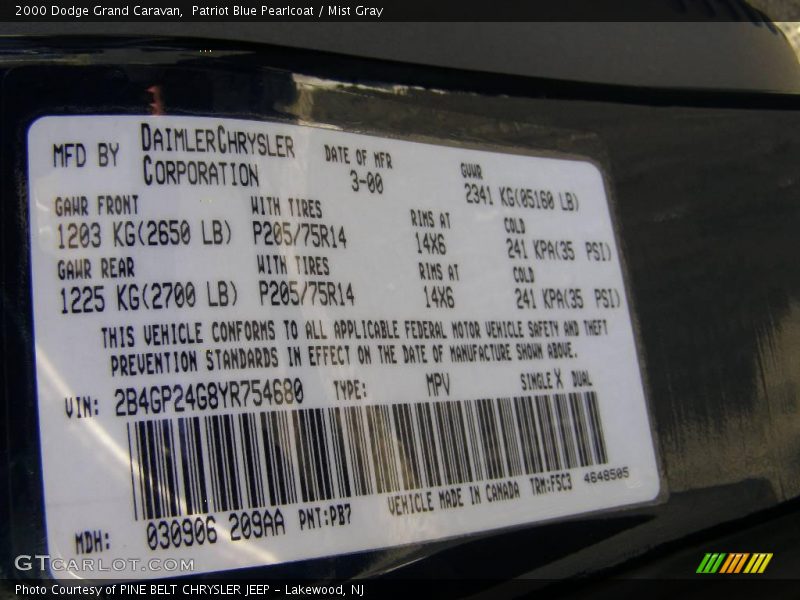 2000 Dodge Grand Caravan, Patriot Blue Pearlcoat / Mist Gray
MFD BY DAIMLERCHRYSLER CORPORATION DATE OF MFR 3-00 GVWR 2341 KG(05160 LB)
GAWR FRONT WITH TIRES RIMS AT COLD
1203 KG(2650 LB) P205/75R14 14X6 241 KPA(35 PSI)
GAWR REAR WITH TIRES RIMS AT COLD
1225 KG(2700 LB) P205/75R14 14X6 241 KPA(35 PSI)
THIS VEHICLE CONFORMS TO ALL APPLICABLE FEDERAL MOTOR VEHICLE SAFETY AND THEFT
PREVENTION STANDARDS IN EFFECT ON THE DATE OF MANUFACTURE SHOWN ABOVE.
VIN: 2B4GP24G8YR754680 TYPE: MPV SINGLE X DUAL
MDH: 030906 209AA PNT:PB7 VEHICLE MADE IN CANADA TRM:F5C3 4648505
GTCARLOT.COM
Photo Courtesy of PINE BELT CHRYSLER JEEP - Lakewood, NJ